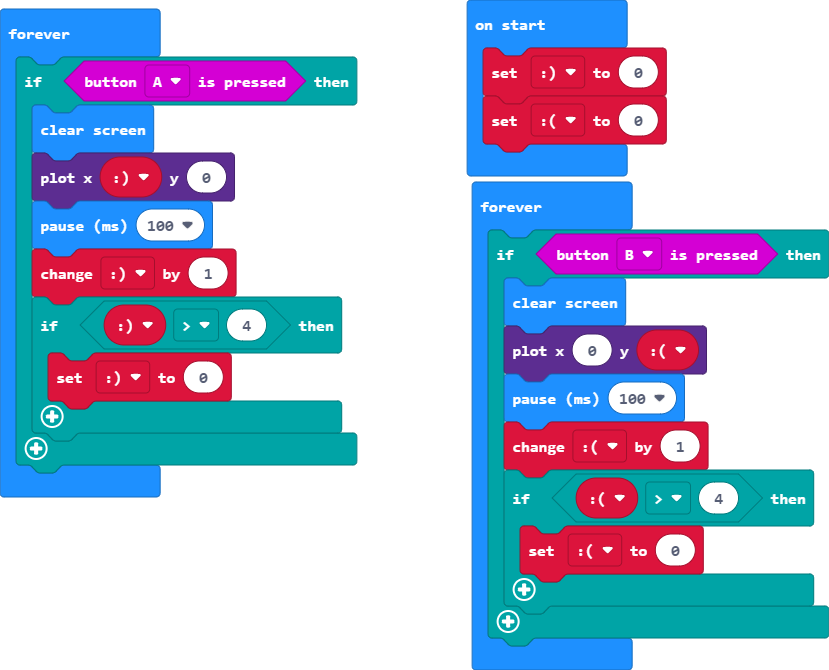 forever
if button A is pressed then
clear screen
plot x :) y 0
pause (ms) 100
change :) by 1
if :) > 4 then
set :) to 0
on start
set :) to 0
set :( to 0
forever
if button B is pressed then
clear screen
plot x 0 y :(
pause (ms) 100
change :( by 1
if :( > 4 then
set :( to 0